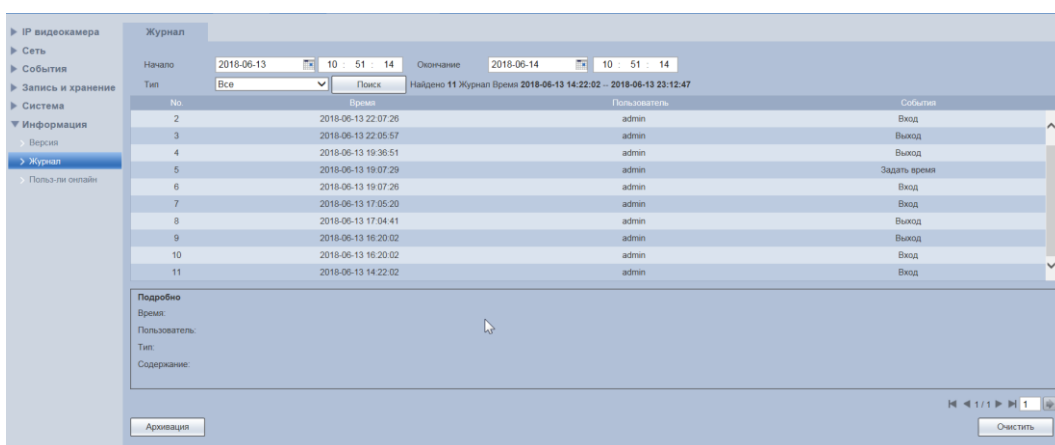 IP видеокамера
Сеть
События
Запись и хранение
Система
Информация
Версия
Журнал
Польз-ли онлайн
Журнал
Начало 2018-06-13 10 : 51 : 14 Окончание 2018-06-14 10 : 51 : 14
Тип Все Поиск Найдено 11 Журнал Время 2018-06-13 14:22:02 -- 2018-06-13 23:12:47
No. Время Пользователь События
2 2018-06-13 22:07:26 admin Вход
3 2018-06-13 22:05:57 admin Выход
4 2018-06-13 19:36:51 admin Выход
5 2018-06-13 19:07:29 admin Задать время
6 2018-06-13 19:07:26 admin Вход
7 2018-06-13 17:05:20 admin Вход
8 2018-06-13 17:04:41 admin Выход
9 2018-06-13 16:20:02 admin Выход
10 2018-06-13 16:20:02 admin Вход
11 2018-06-13 14:22:02 admin Вход
Подробно
Время:
Пользователь:
Тип:
Содержание:
1 / 1 1
Архивация Очистить